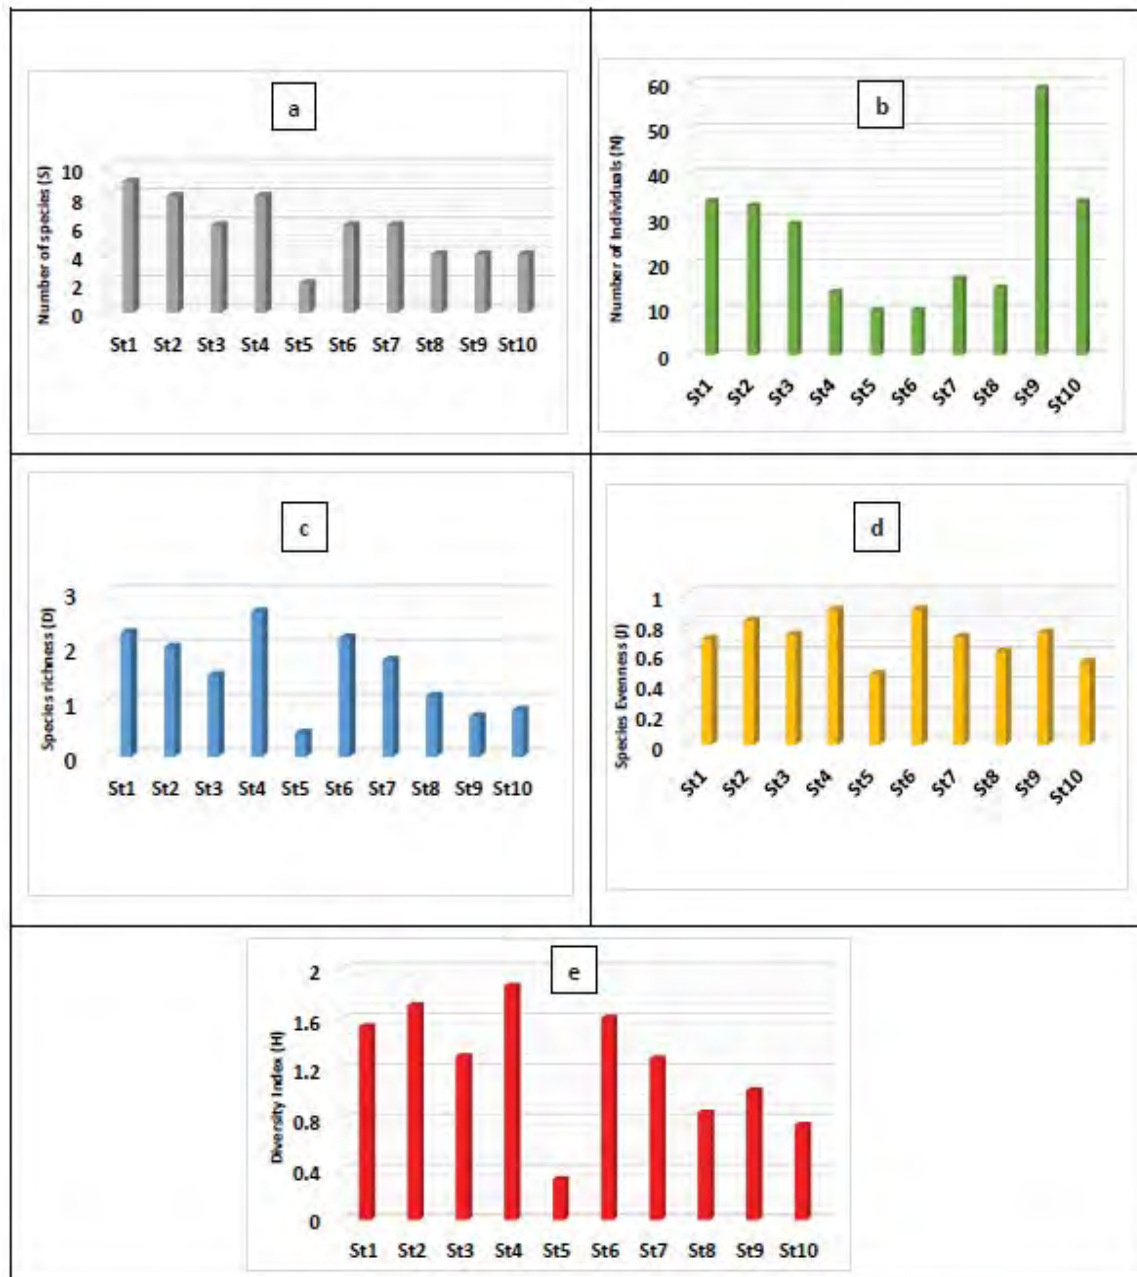 a
Number of species (S)
10
8
6
4
2
0
St1 St2 St3 St4 St5 St6 St7 St8 St9 St10
b
Number of Individuals (N)
60
50
40
30
20
10
0
St1 St2 St3 St4 St5 St6 St7 St8 St9 St10
c
Species richness (D)
3
2
1
0
St1 St2 St3 St4 St5 St6 St7 St8 St9 St10
d
Species Evenness (J)
1
0.8
0.6
0.4
0.2
0
St1 St2 St3 St4 St5 St6 St7 St8 St9 St10
e
Diversity Index (H)
2
1.6
1.2
0.8
0.4
0
St1 St2 St3 St4 St5 St6 St7 St8 St9 St10